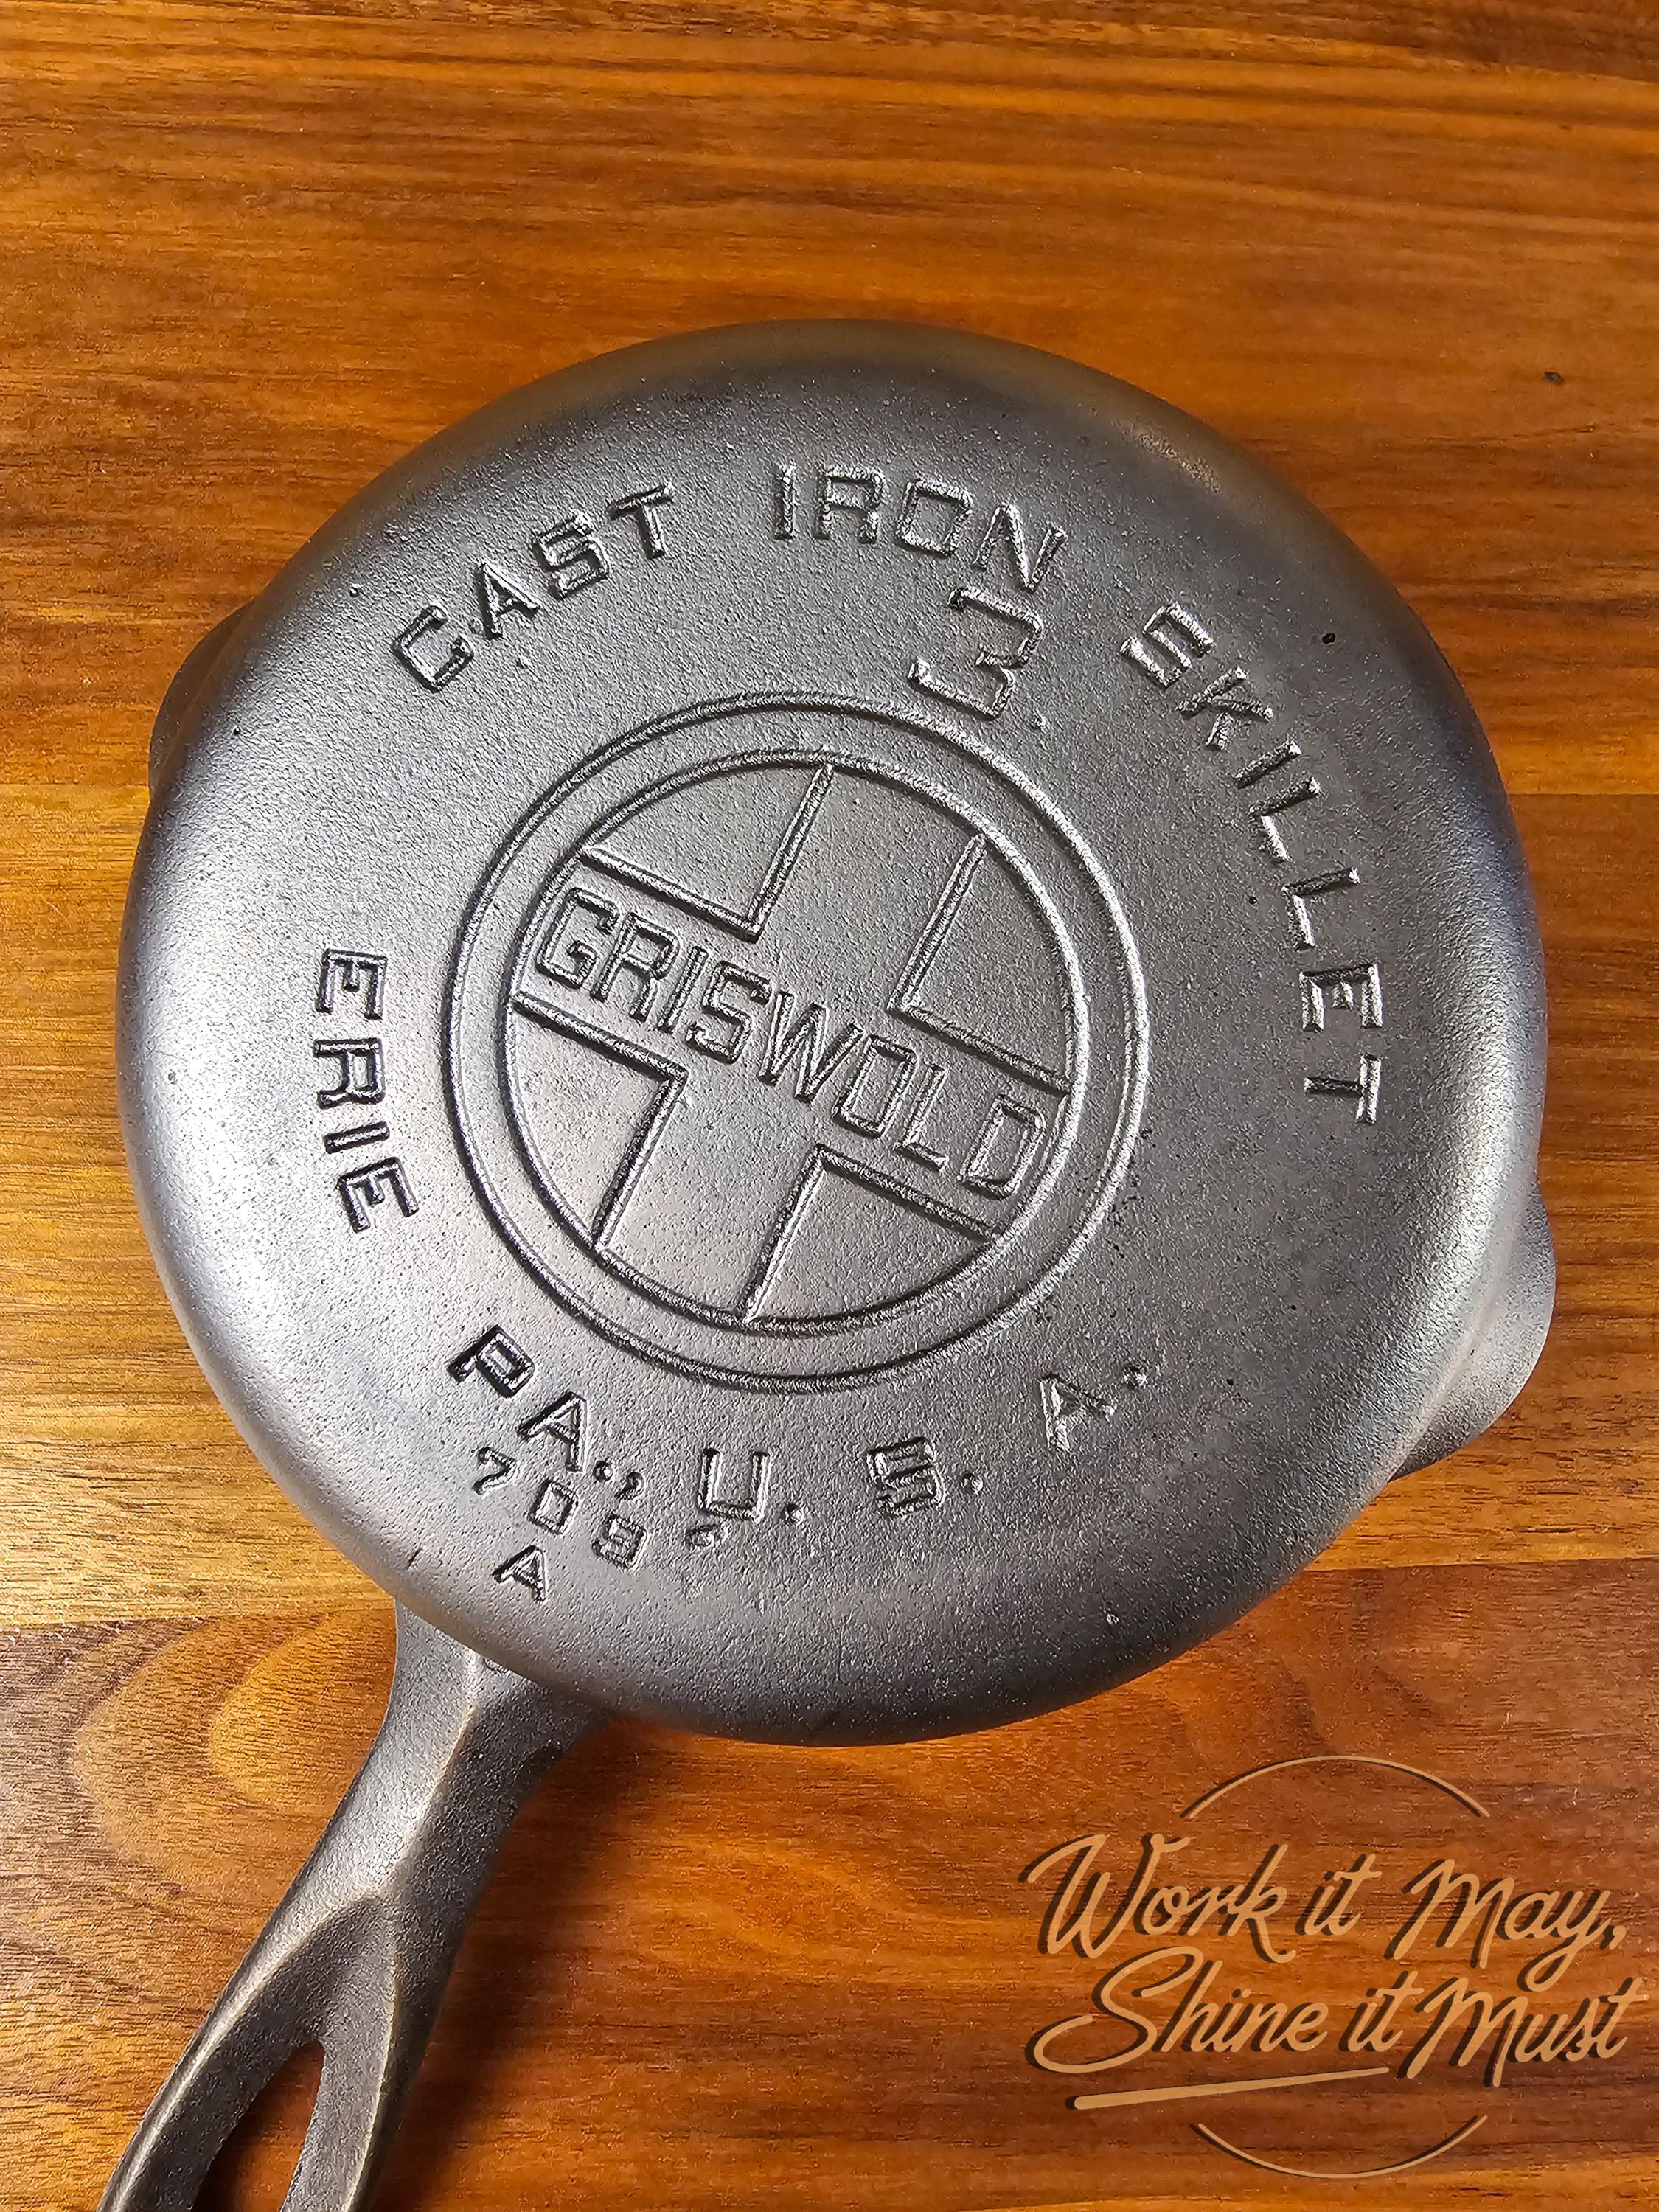 CAST IRON SKILLET
3.
GRISWOLD
ERIE PA., U. S. A.
709
A
Work it May,
Shine it Must